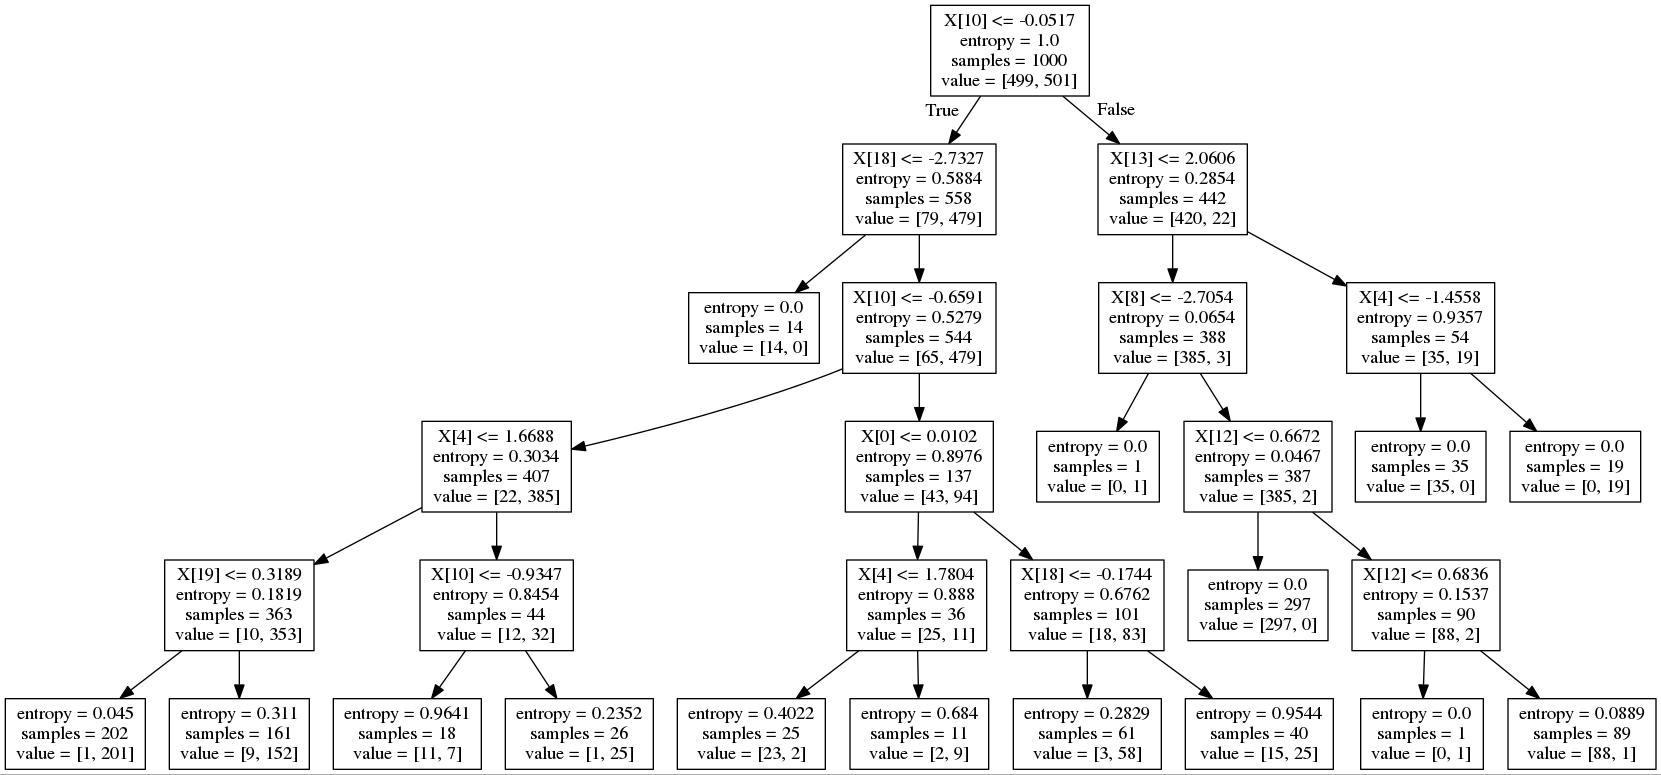 X[10] <= -0.0517
entropy = 1.0
samples = 1000
value = [499, 501]
True
False
X[18] <= -2.7327
entropy = 0.5884
samples = 558
value = [79, 479]
X[13] <= 2.0606
entropy = 0.2854
samples = 442
value = [420, 22]
entropy = 0.0
samples = 14
value = [14, 0]
X[10] <= -0.6591
entropy = 0.5279
samples = 544
value = [65, 479]
X[8] <= -2.7054
entropy = 0.0654
samples = 388
value = [385, 3]
X[4] <= -1.4558
entropy = 0.9357
samples = 54
value = [35, 19]
X[4] <= 1.6688
entropy = 0.3034
samples = 407
value = [22, 385]
X[0] <= 0.0102
entropy = 0.8976
samples = 137
value = [43, 94]
entropy = 0.0
samples = 1
value = [0, 1]
X[12] <= 0.6672
entropy = 0.0467
samples = 387
value = [385, 2]
entropy = 0.0
samples = 35
value = [35, 0]
entropy = 0.0
samples = 19
value = [0, 19]
X[19] <= 0.3189
entropy = 0.1819
samples = 363
value = [10, 353]
X[10] <= -0.9347
entropy = 0.8454
samples = 44
value = [12, 32]
X[4] <= 1.7804
entropy = 0.888
samples = 36
value = [25, 11]
X[18] <= -0.1744
entropy = 0.6762
samples = 101
value = [18, 83]
entropy = 0.0
samples = 297
value = [297, 0]
X[12] <= 0.6836
entropy = 0.1537
samples = 90
value = [88, 2]
entropy = 0.045
samples = 202
value = [1, 201]
entropy = 0.311
samples = 161
value = [9, 152]
entropy = 0.9641
samples = 18
value = [11, 7]
entropy = 0.2352
samples = 26
value = [1, 25]
entropy = 0.4022
samples = 25
value = [23, 2]
entropy = 0.684
samples = 11
value = [2, 9]
entropy = 0.2829
samples = 61
value = [3, 58]
entropy = 0.9544
samples = 40
value = [15, 25]
entropy = 0.0
samples = 1
value = [0, 1]
entropy = 0.0889
samples = 89
value = [88, 1]